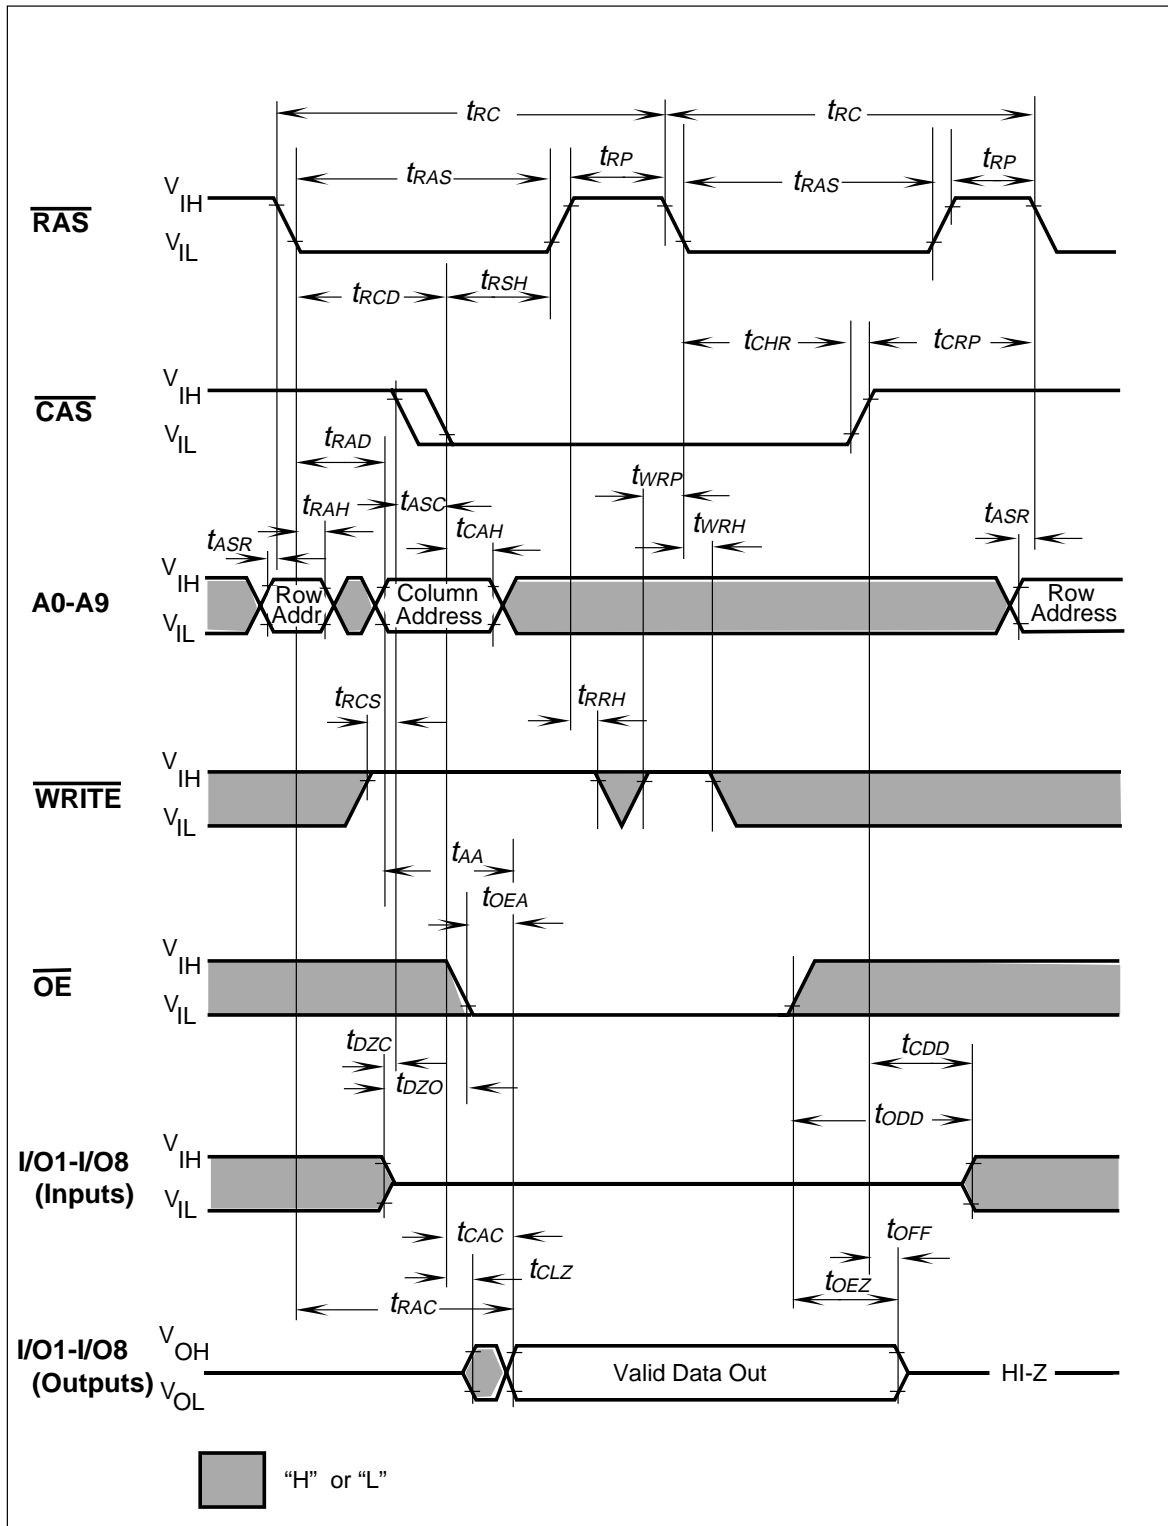 tRC tRC
tRP tRP
tRAS tRAS
RAS VIH
VIL
tRCD tRSH
tCHR tCRP
CAS VIH
VIL
tRAD
tWRP
tRAH tASC
tCAH tWRH
tASR tASR
A0-A9 VIH
VIL
Row Addr
Column Address
Row Address
tRCS tRRH
WRITE VIH
VIL
tAA
tOEA
OE VIH
VIL
tDZC tCDD
tDZO
tODD
I/O1-I/O8 (Inputs) VIH
VIL
tCAC tOFF
tCLZ
tOEZ
tRAC
I/O1-I/O8 (Outputs) VOH
VOL
Valid Data Out HI-Z
“H” or “L”